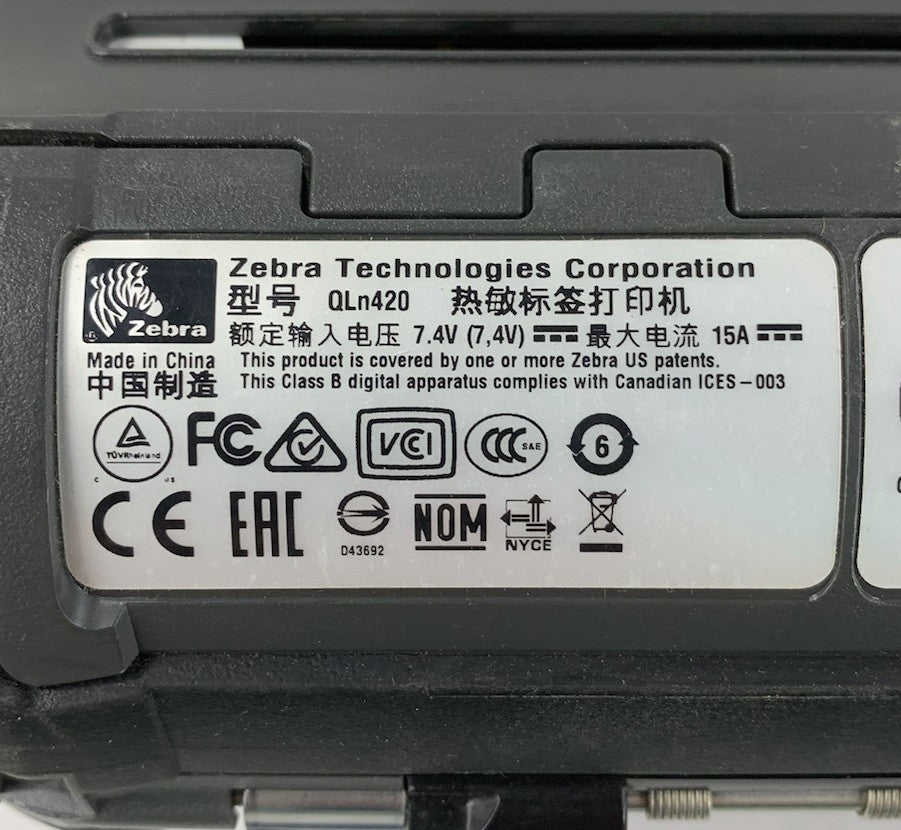 Zebra Technologies Corporation
型号 QLn420 热敏标签打印机
Zebra
额定输入电压 7.4V (7,4V) 最大电流 15A
Made in China
中国制造
This product is covered by one or more Zebra US patents.
This Class B digital apparatus complies with Canadian ICES-003
TÜVRheinland
C US
FC
VCI
CCC S&E
6
CE
EAC
D43692
NOM
NYCE